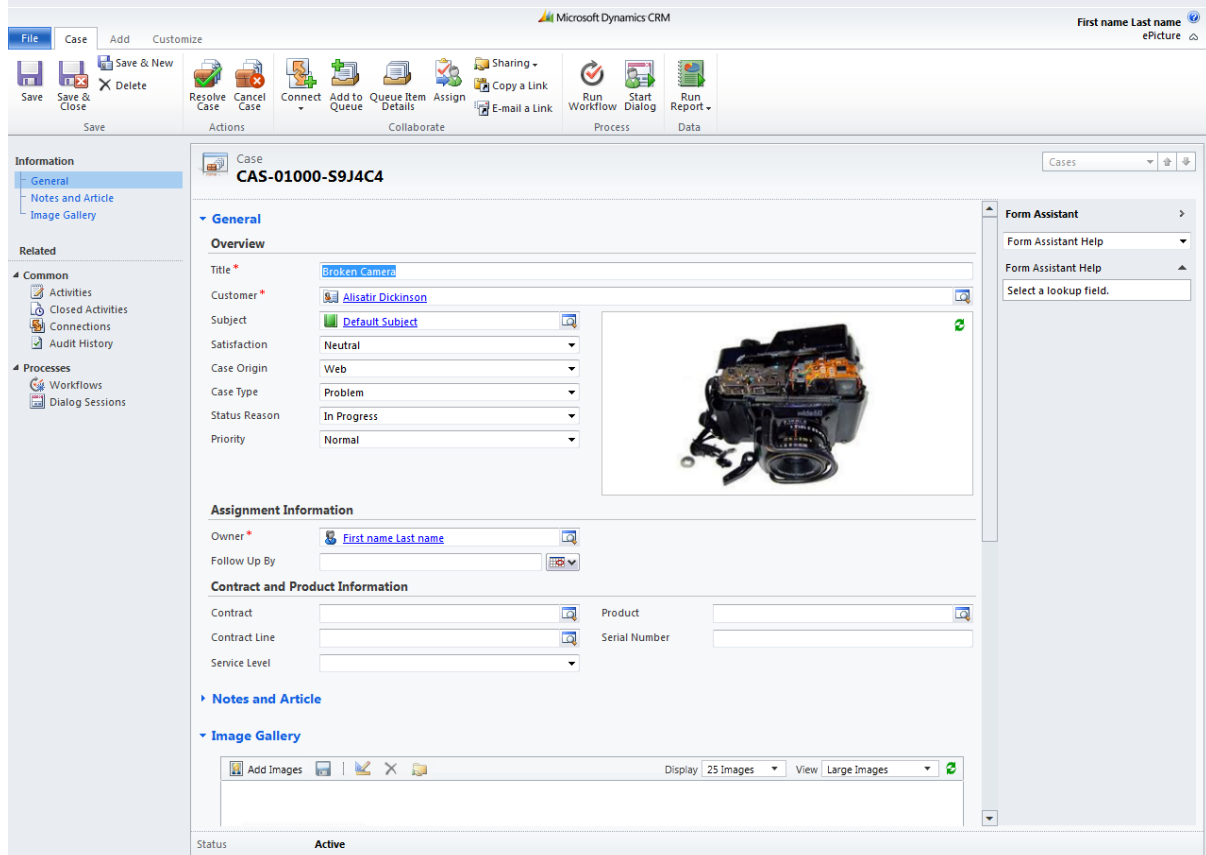 Microsoft Dynamics CRM
First name Last name
ePicture
File Case Add Customize
Save
Save & Close
Save & New
Delete
Resolve Case
Cancel Case
Connect
Add to Queue
Queue Item Details
Assign
Sharing
Copy a Link
E-mail a Link
Run Workflow
Start Dialog
Run Report
Save Actions Collaborate Process Data
Information
General
Notes and Article
Image Gallery
Related
Common
Activities
Closed Activities
Connections
Audit History
Processes
Workflows
Dialog Sessions
Case
CAS-01000-S9J4C4
Cases
General
Overview
Title * Broken Camera
Customer * Alisatir Dickinson
Subject Default Subject
Satisfaction Neutral
Case Origin Web
Case Type Problem
Status Reason In Progress
Priority Normal
Assignment Information
Owner * First name Last name
Follow Up By
Contract and Product Information
Contract Product
Contract Line Serial Number
Service Level
Notes and Article
Image Gallery
Add Images Display 25 Images View Large Images
Status Active
Form Assistant
Form Assistant Help
Form Assistant Help
Select a lookup field.